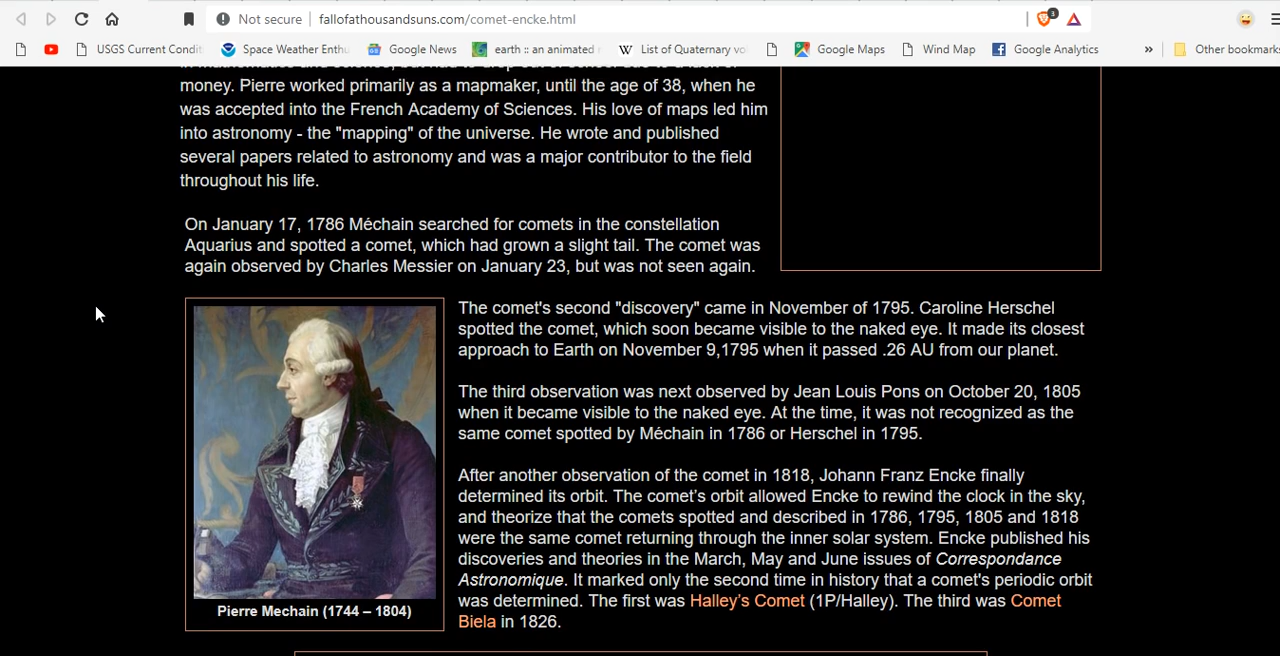 Not secure | fallofathousandsuns.com/comet-encke.html
3
USGS Current Condit
Space Weather Enthu
Google News
earth :: an animated
List of Quaternary vo
Google Maps
Wind Map
Google Analytics
»
Other bookmarks
money. Pierre worked primarily as a mapmaker, until the age of 38, when he
was accepted into the French Academy of Sciences. His love of maps led him
into astronomy - the "mapping" of the universe. He wrote and published
several papers related to astronomy and was a major contributor to the field
throughout his life.
On January 17, 1786 Méchain searched for comets in the constellation
Aquarius and spotted a comet, which had grown a slight tail. The comet was
again observed by Charles Messier on January 23, but was not seen again.
The comet's second "discovery" came in November of 1795. Caroline Herschel
spotted the comet, which soon became visible to the naked eye. It made its closest
approach to Earth on November 9,1795 when it passed .26 AU from our planet.
The third observation was next observed by Jean Louis Pons on October 20, 1805
when it became visible to the naked eye. At the time, it was not recognized as the
same comet spotted by Méchain in 1786 or Herschel in 1795.
After another observation of the comet in 1818, Johann Franz Encke finally
determined its orbit. The comet's orbit allowed Encke to rewind the clock in the sky,
and theorize that the comets spotted and described in 1786, 1795, 1805 and 1818
were the same comet returning through the inner solar system. Encke published his
discoveries and theories in the March, May and June issues of Correspondance
Astronomique. It marked only the second time in history that a comet's periodic orbit
was determined. The first was Halley's Comet (1P/Halley). The third was Comet
Biela in 1826.
Pierre Mechain (1744 – 1804)